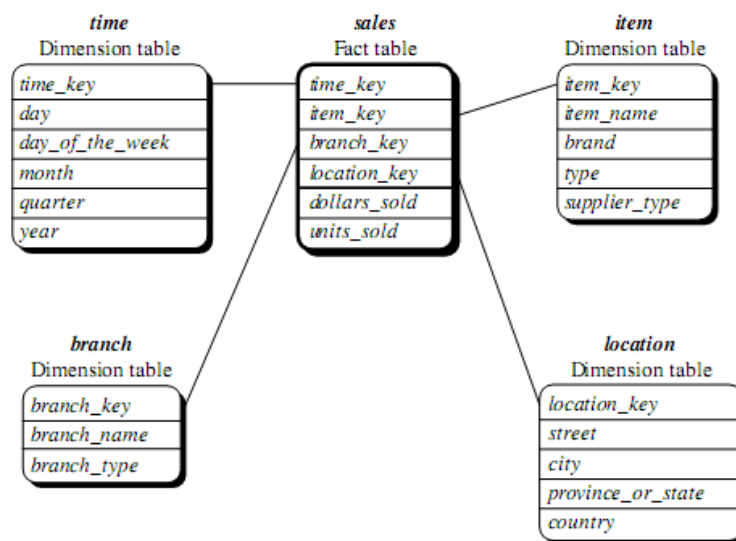 time
Dimension table
time_key
day
day_of_the_week
month
quarter
year
sales
Fact table
time_key
item_key
branch_key
location_key
dollars_sold
units_sold
item
Dimension table
item_key
item_name
brand
type
supplier_type
branch
Dimension table
branch_key
branch_name
branch_type
location
Dimension table
location_key
street
city
province_or_state
country